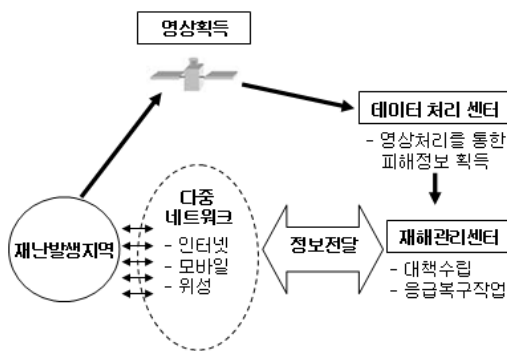 영상획득
데이터 처리 센터
- 영상처리를 통한
피해정보 획득
다중
네트워크
- 인터넷
- 모바일
- 위성
재난발생지역
정보전달
재해관리센터
- 대책수립
- 응급복구작업